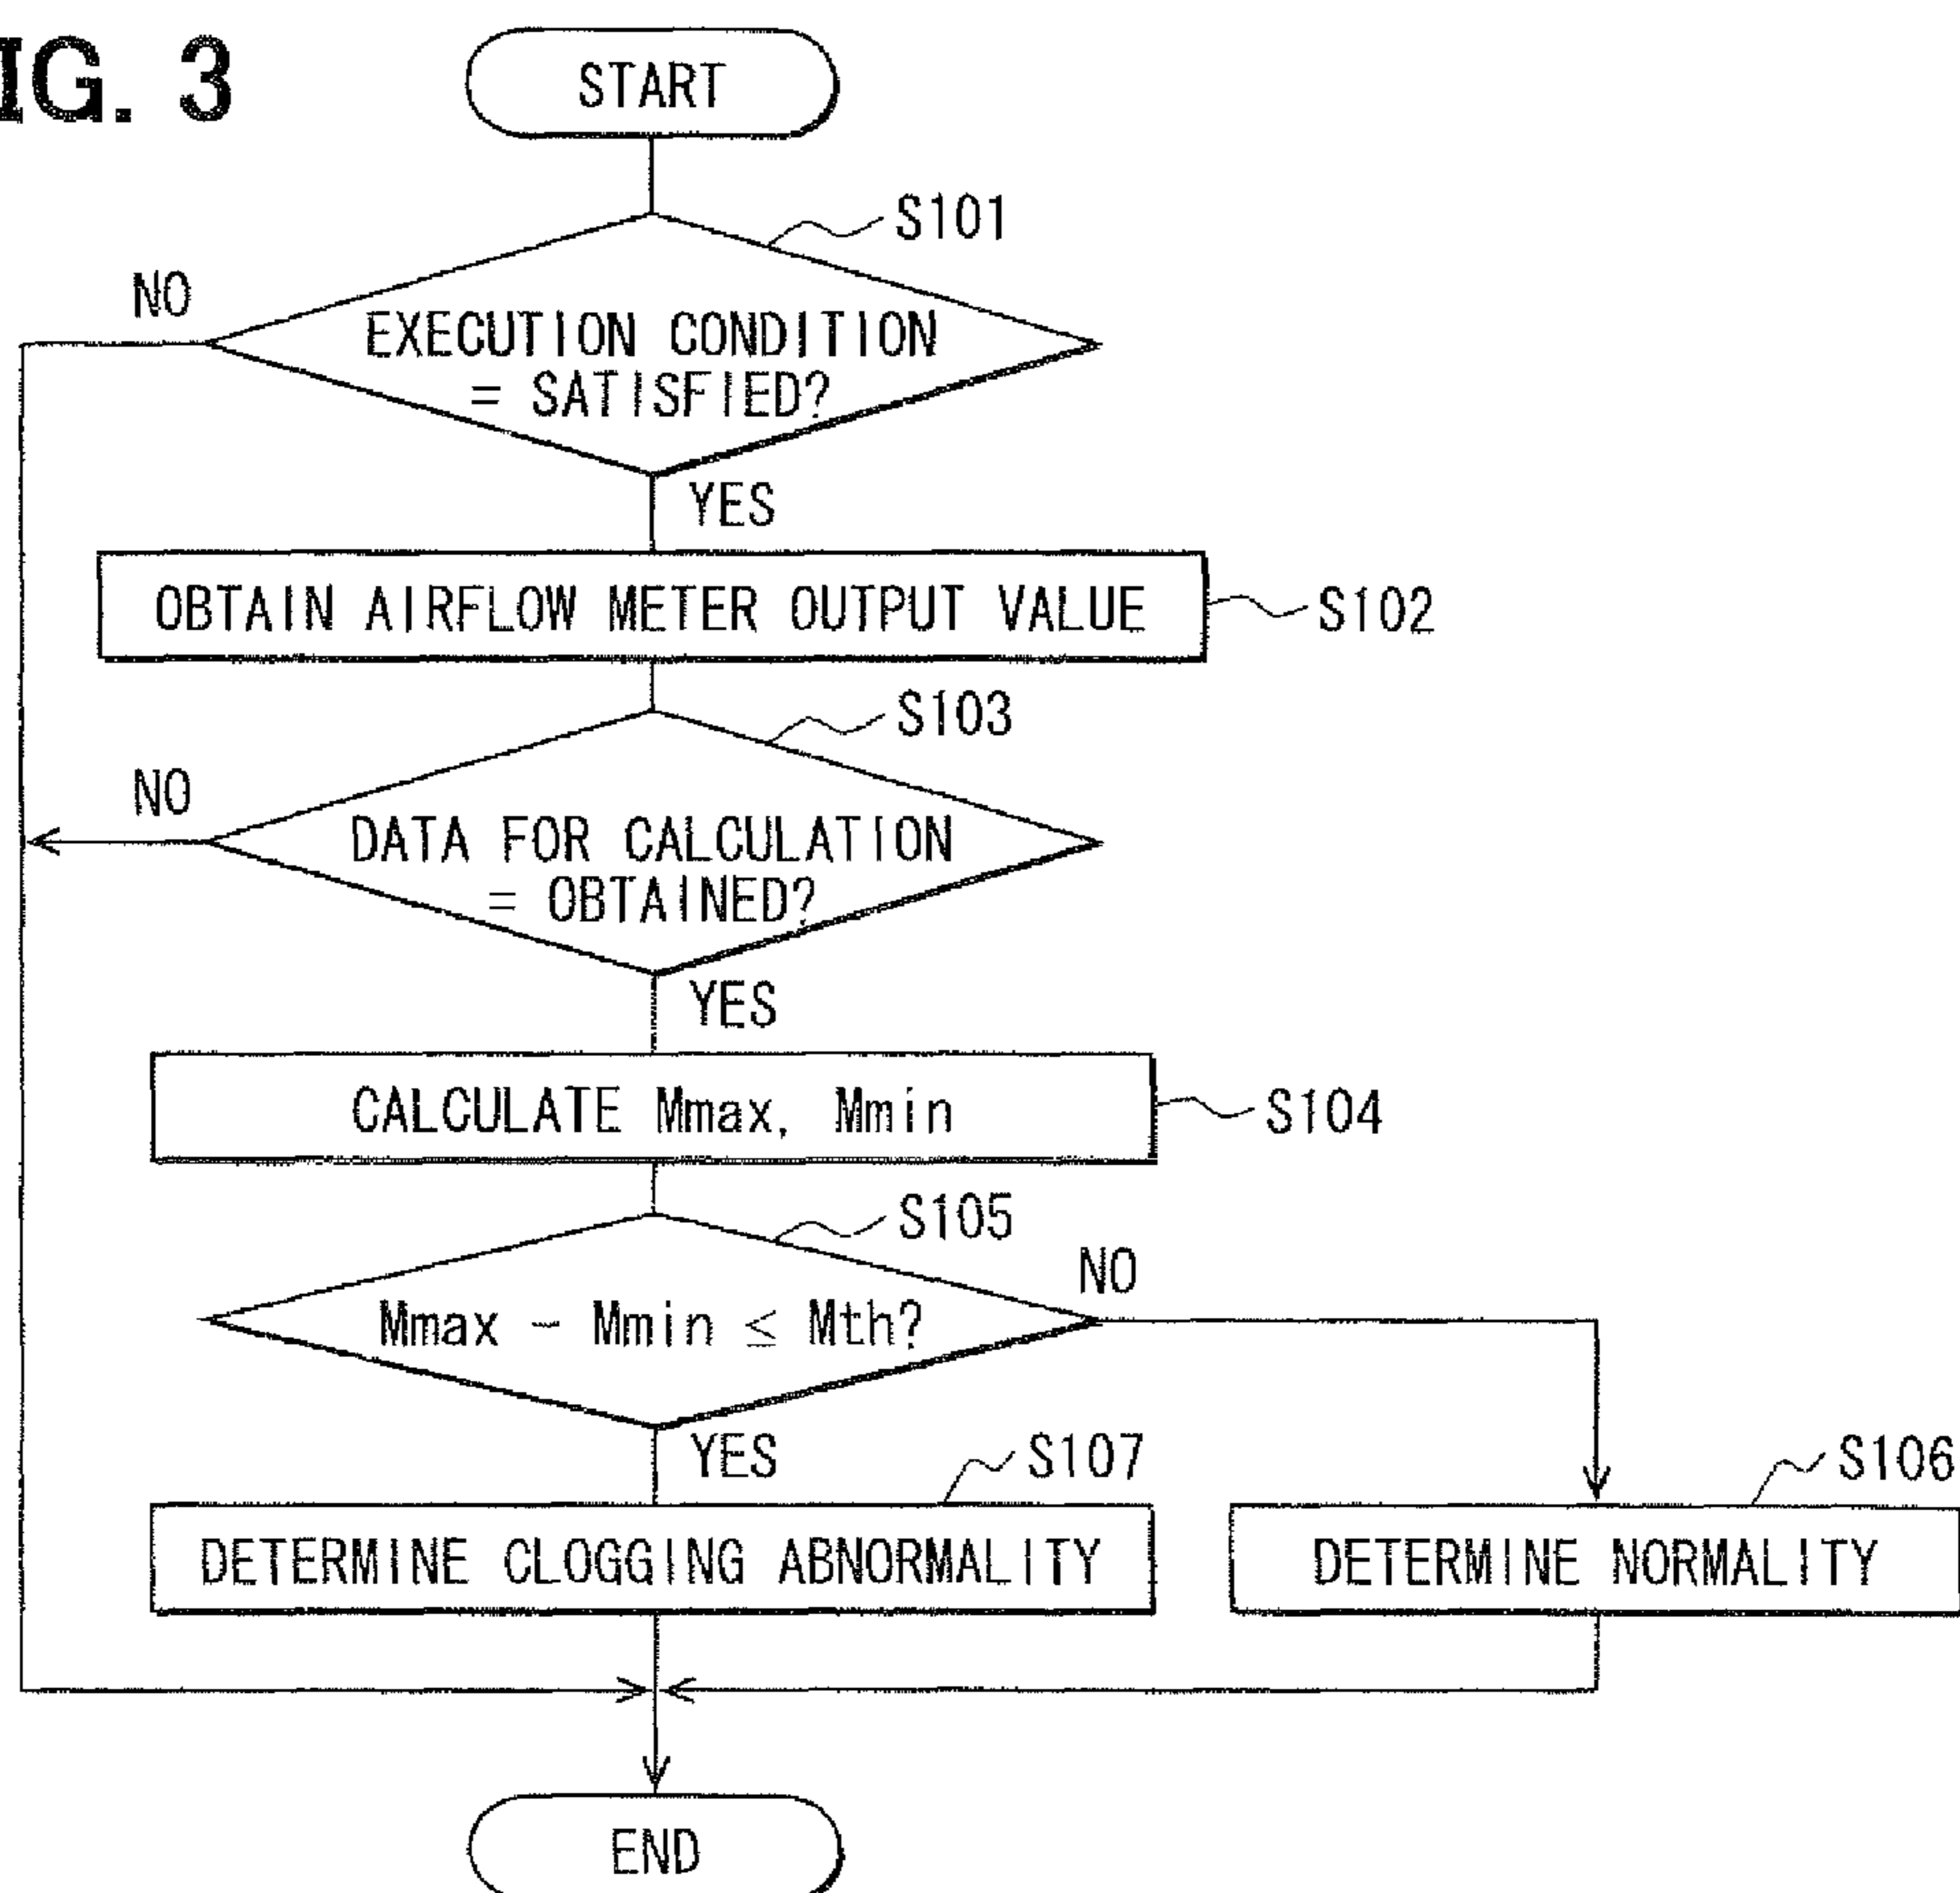 IG. 3
START
S101
NO
EXECUTION CONDITION
= SATISFIED?
YES
OBTAIN AIRFLOW METER OUTPUT VALUE
S102
S103
NO
DATA FOR CALCULATION
= OBTAINED?
YES
CALCULATE Mmax, Mmin
S104
S105
NO
Mmax - Mmin ≤ Mth?
YES
S107
S106
DETERMINE CLOGGING ABNORMALITY
DETERMINE NORMALITY
END